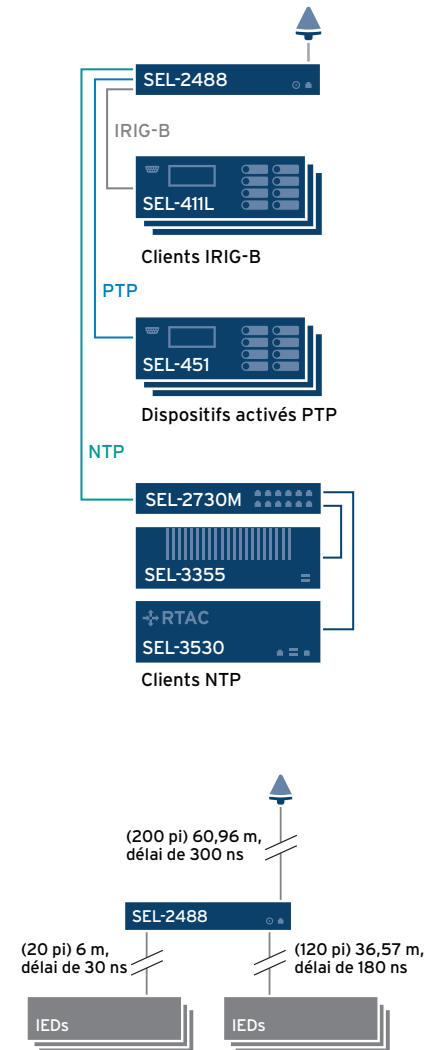 SEL-2488
IRIG-B
SEL-411L
Clients IRIG-B
PTP
SEL-451
Dispositifs activés PTP
NTP
SEL-2730M
SEL-3355
RTAC
SEL-3530
Clients NTP
(200 pi) 60,96 m,
délai de 300 ns
SEL-2488
(20 pi) 6 m,
délai de 30 ns
(120 pi) 36,57 m,
délai de 180 ns
IEDs
IEDs